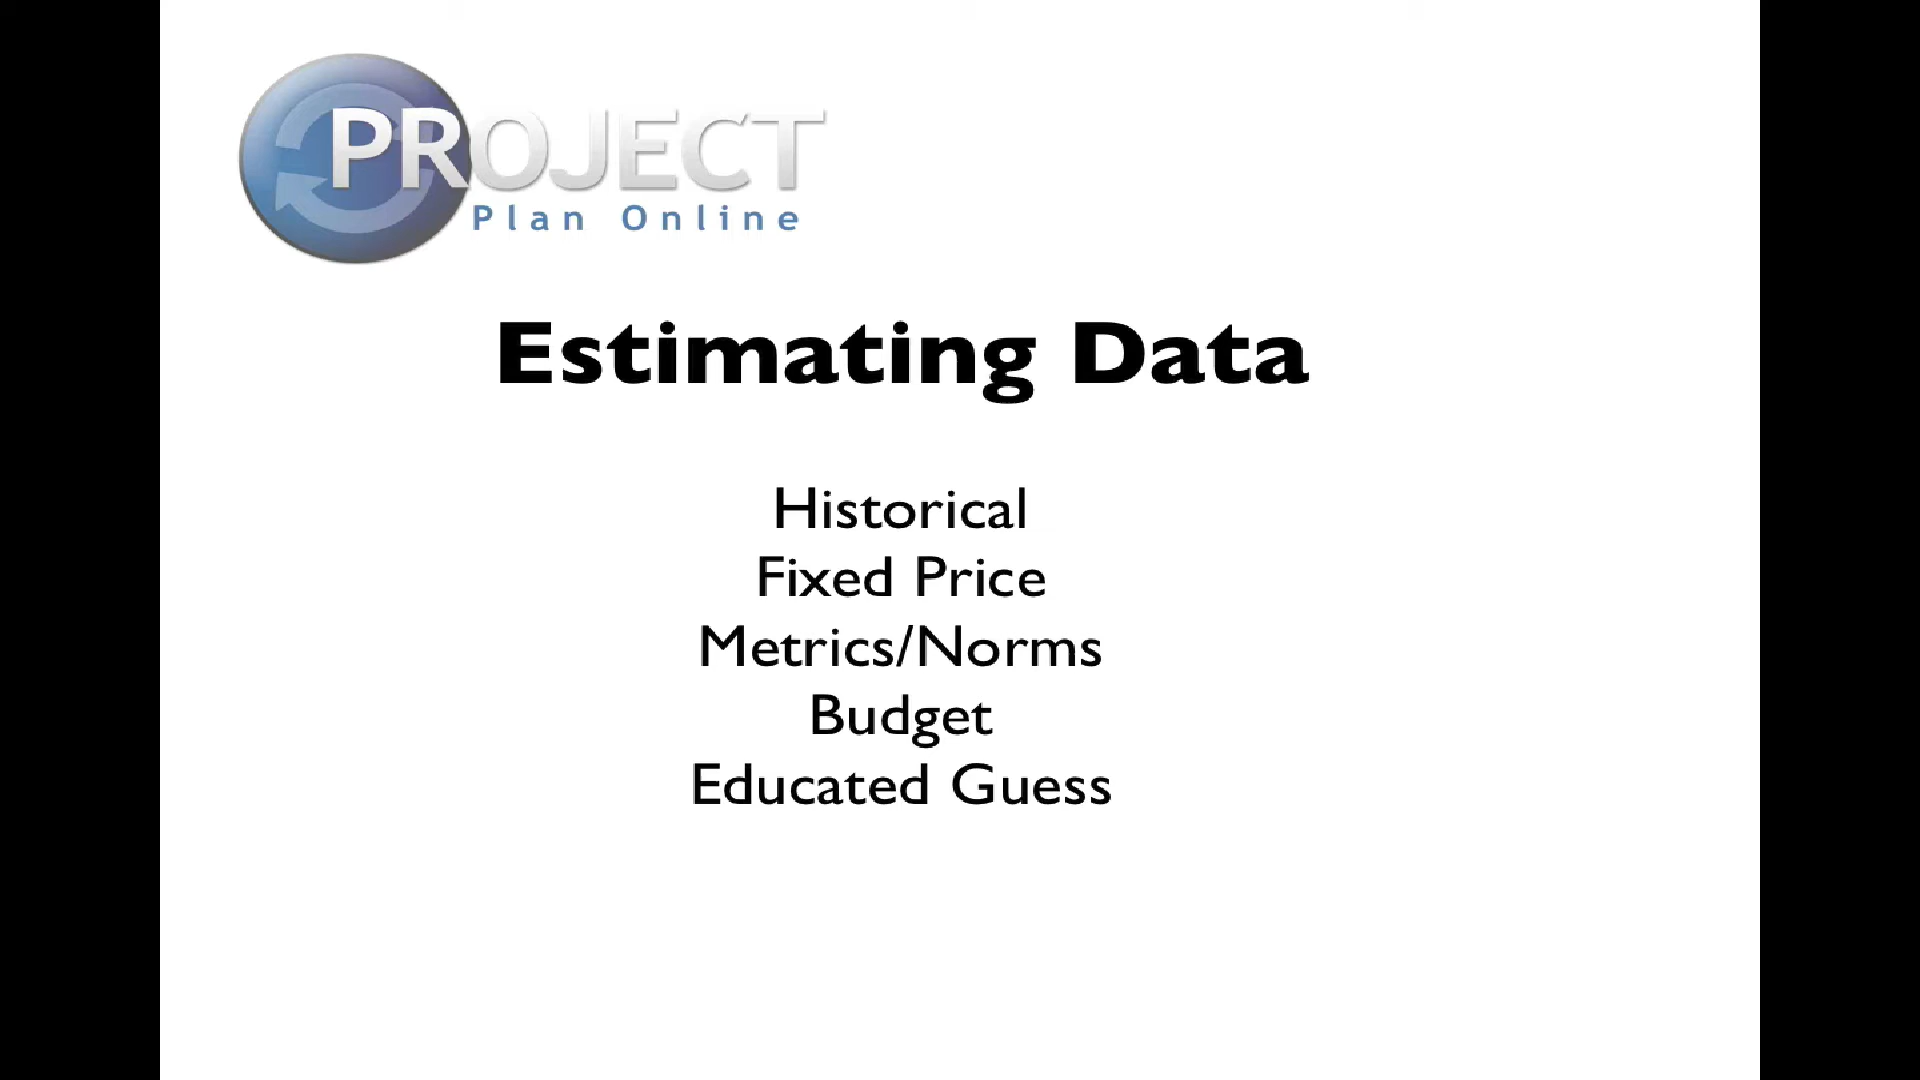 PROJECT
Plan Online
Estimating Data
Historical
Fixed Price
Metrics/Norms
Budget
Educated Guess